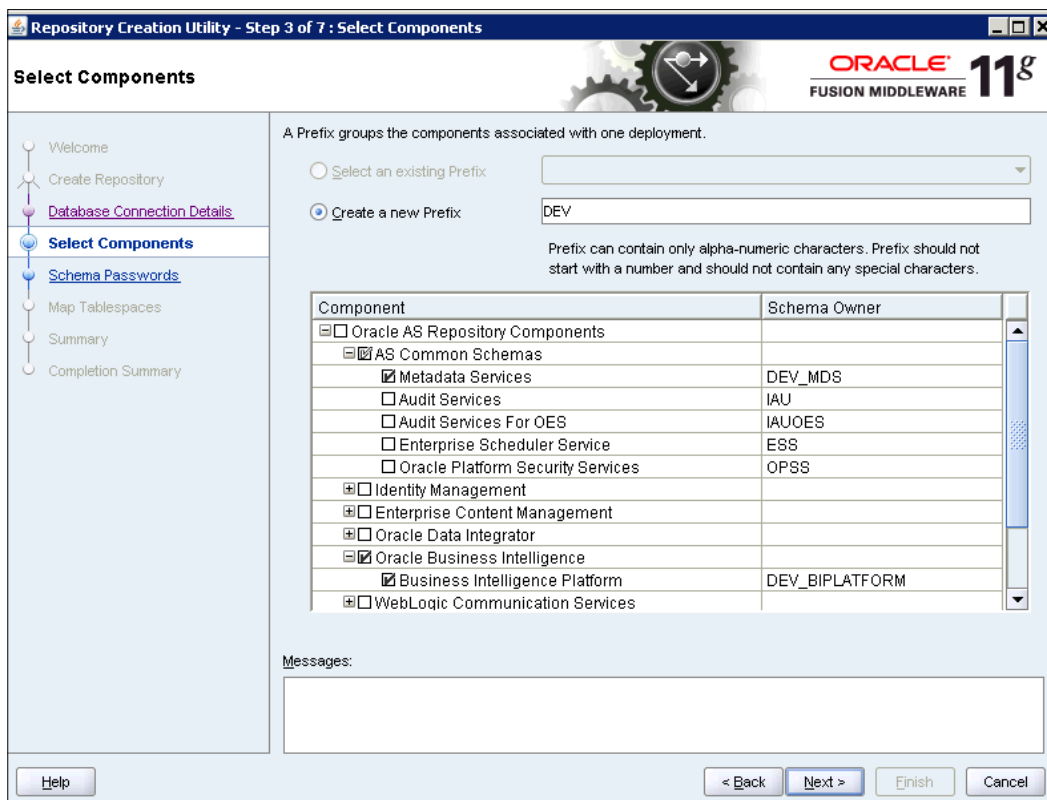 Repository Creation Utility - Step 3 of 7 : Select Components
Select Components
ORACLE
FUSION MIDDLEWARE
11g
Welcome
Create Repository
Database Connection Details
Select Components
Schema Passwords
Map Tablespaces
Summary
Completion Summary
A Prefix groups the components associated with one deployment.
Select an existing Prefix
Create a new Prefix
DEV
Prefix can contain only alpha-numeric characters. Prefix should not
start with a number and should not contain any special characters.
Component Schema Owner
Oracle AS Repository Components
AS Common Schemas
Metadata Services DEV_MDS
Audit Services IAU
Audit Services For OES IAUOES
Enterprise Scheduler Service ESS
Oracle Platform Security Services OPSS
Identity Management
Enterprise Content Management
Oracle Data Integrator
Oracle Business Intelligence
Business Intelligence Platform DEV_BIPLATFORM
WebLogic Communication Services
Messages:
Help < Back Next > Finish Cancel